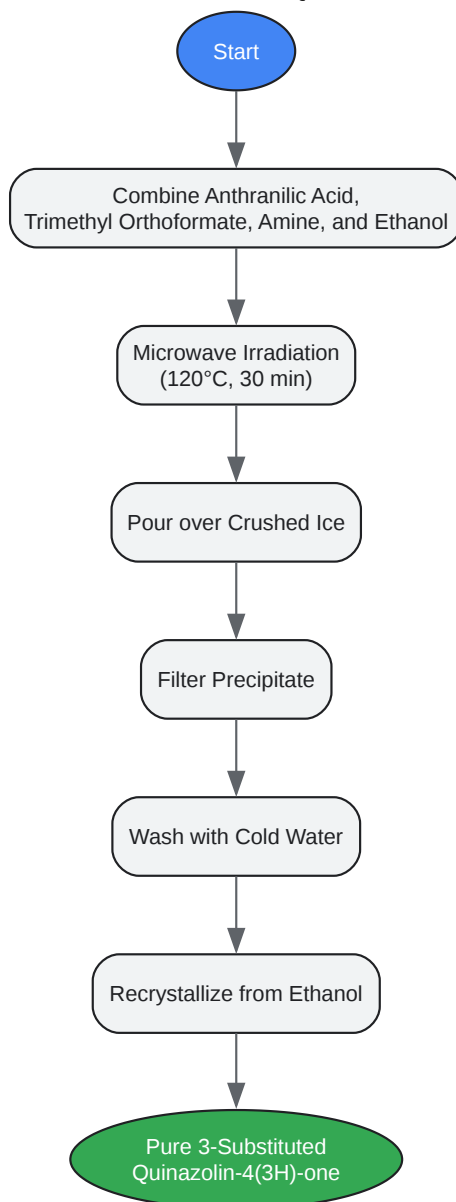 Start
Combine Anthranilic Acid,
Trimethyl Orthoformate, Amine, and Ethanol
Microwave Irradiation
(120°C, 30 min)
Pour over Crushed Ice
Filter Precipitate
Wash with Cold Water
Recrystallize from Ethanol
Pure 3-Substituted
Quinazolin-4(3H)-one